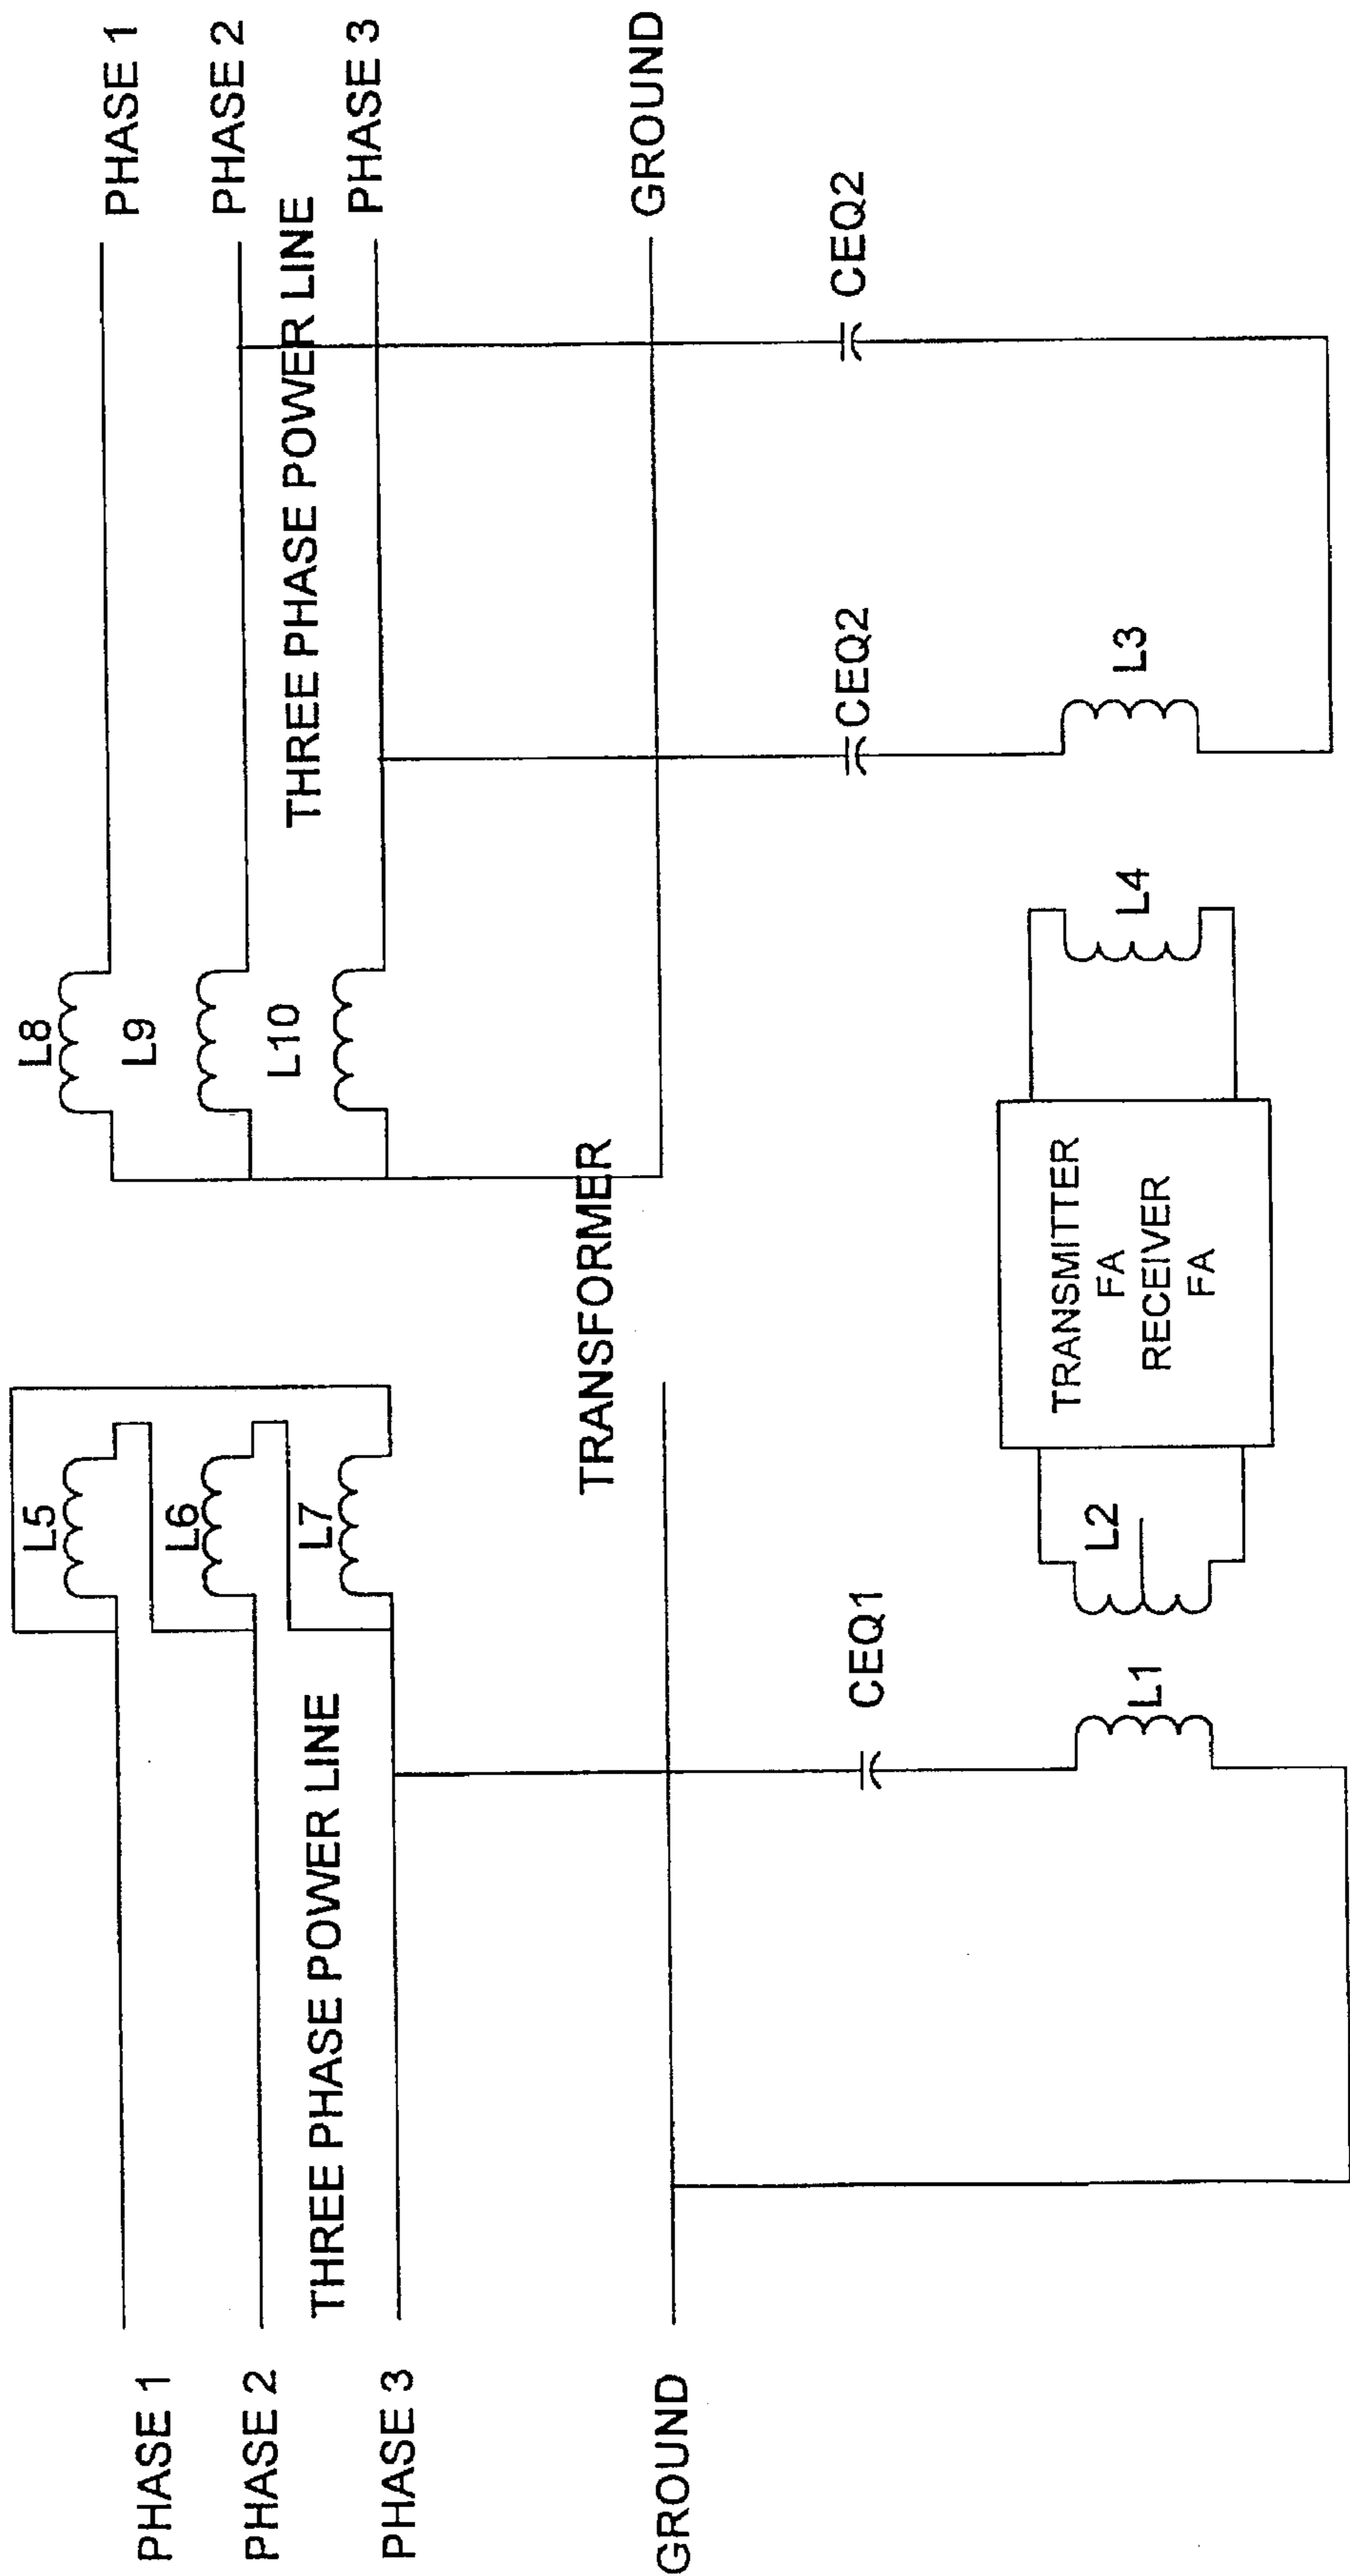 L5
L8
PHASE 1
L6
L9
PHASE 2
L7
L10
THREE PHASE POWER LINE
THREE PHASE POWER LINE
PHASE 3
PHASE 1
PHASE 2
PHASE 3
TRANSFORMER
GROUND
GROUND
CEQ1
CEQ2
CEQ2
L1
L2
TRANSMITTER
FA
RECEIVER
FA
L4
L3